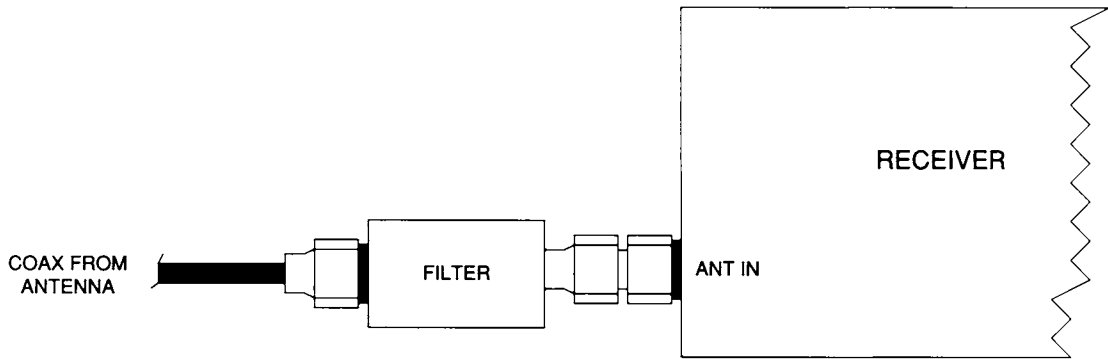 COAX FROM
ANTENNA
FILTER
ANT IN
RECEIVER